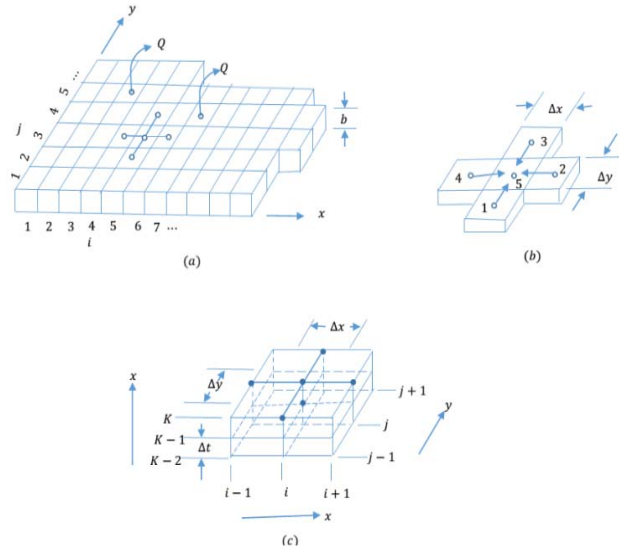 y
Q
Q
1 2 3 4 5 ...
j
b
x
1 2 3 4 5 6 7 ...
i
(a)
Δx
3
4
2
5
Δy
1
(b)
Δx
x
Δy
j + 1
y
K
j
K − 1
Δt
K − 2
j − 1
i − 1 i i + 1
x
(c)